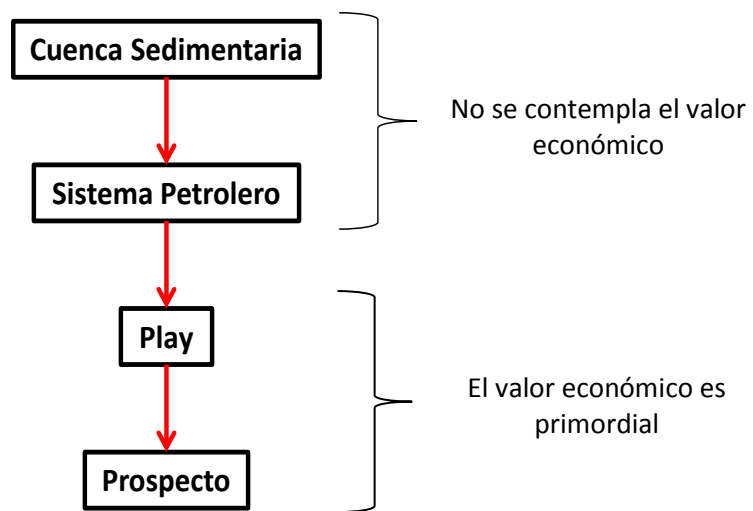 Cuenca Sedimentaria
No se contempla el valor
económico
Sistema Petrolero
Play
El valor económico es
primordial
Prospecto